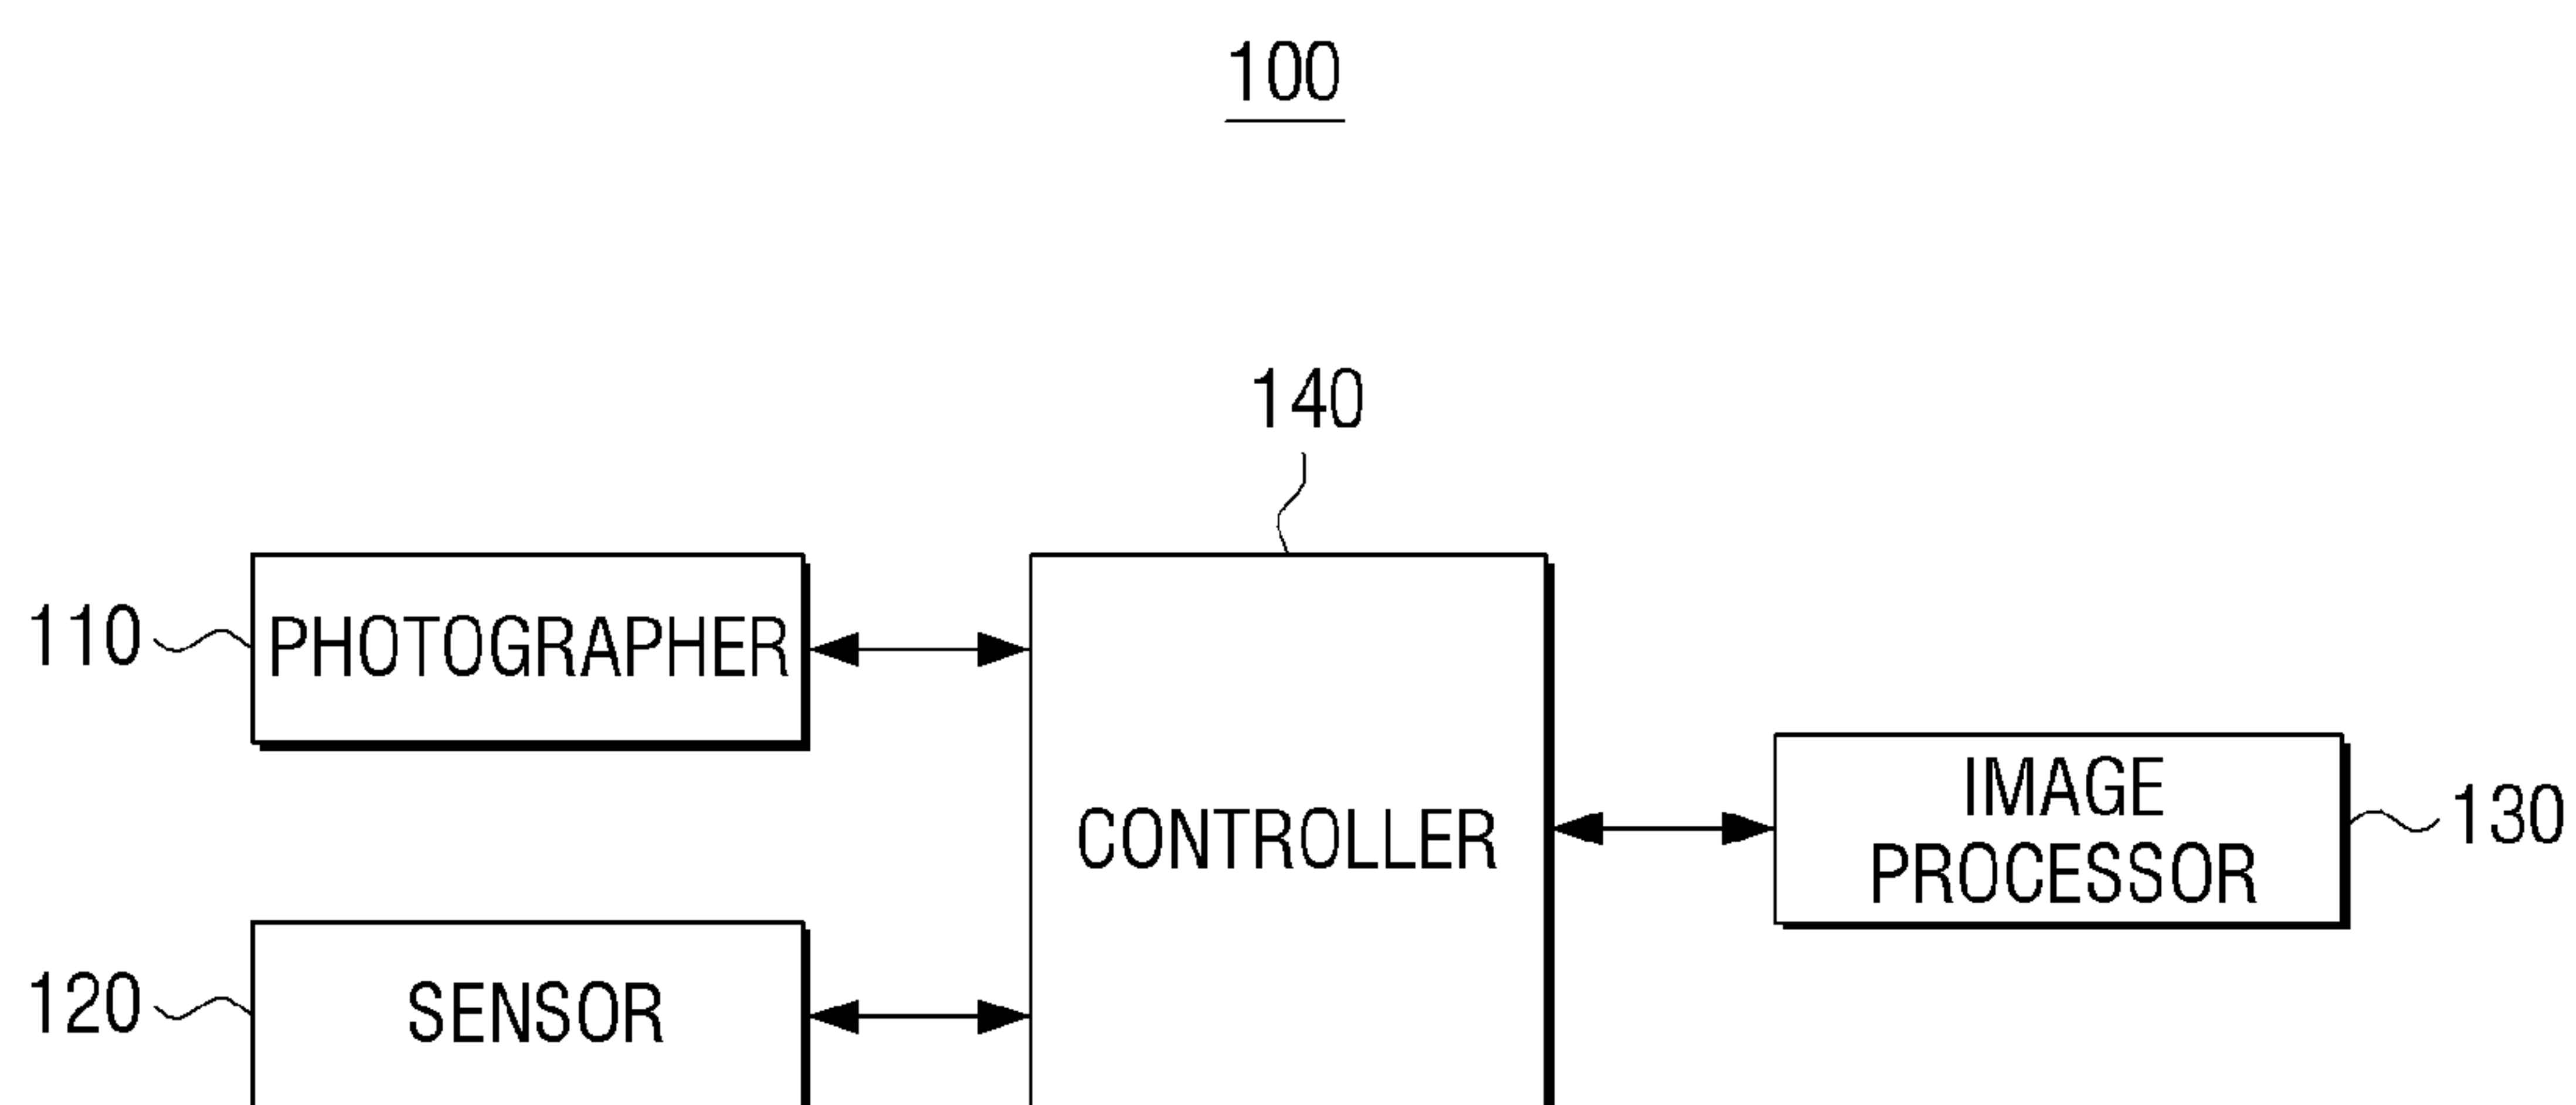 100
140
110
PHOTOGRAPHER
CONTROLLER
IMAGE
PROCESSOR
130
120
SENSOR